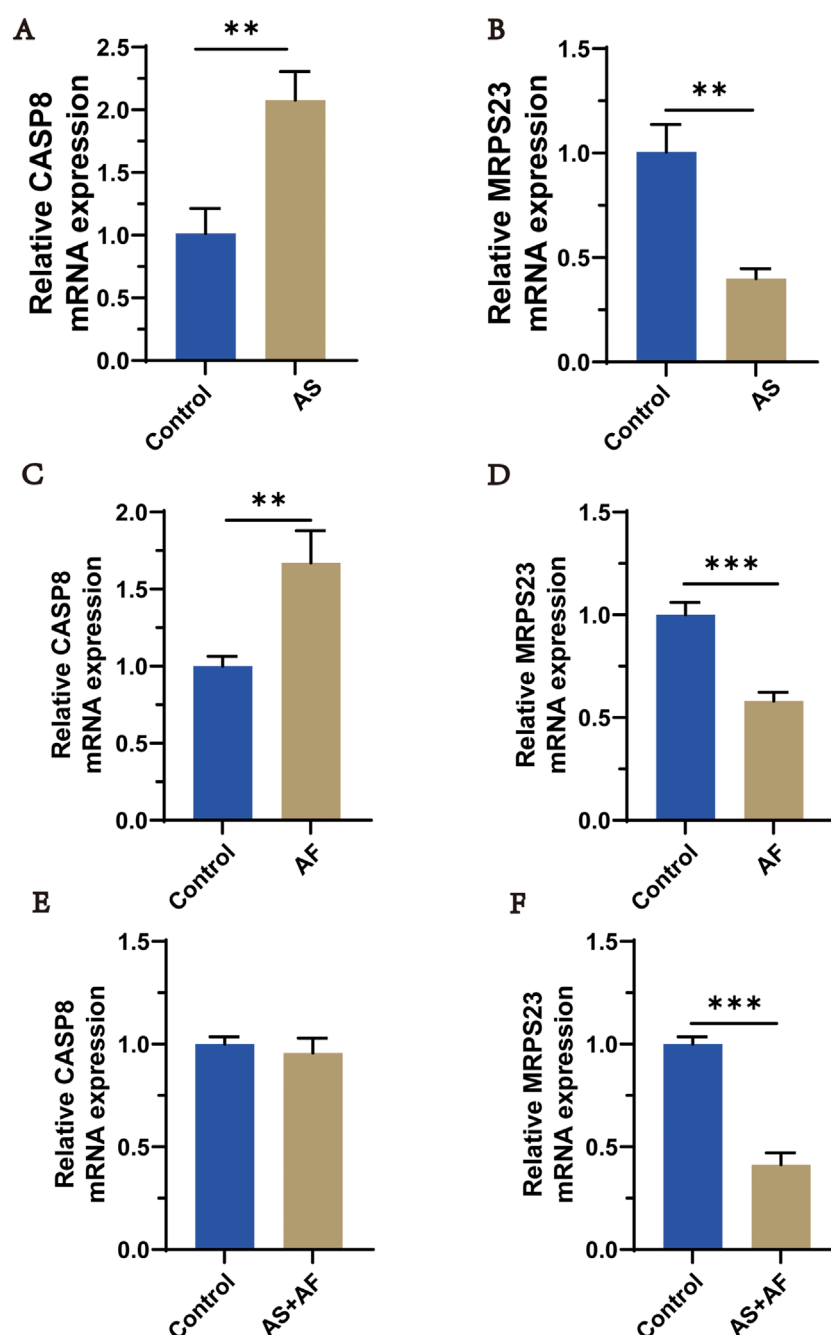 A
Relative CASP8
mRNA expression
2.5
2.0
1.5
1.0
0.5
0.0
**
Control
AS
B
Relative MRPS23
mRNA expression
1.5
1.0
0.5
0.0
**
Control
AS
C
Relative CASP8
mRNA expression
2.0
1.5
1.0
0.5
0.0
**
Control
AF
D
Relative MRPS23
mRNA expression
1.5
1.0
0.5
0.0
***
Control
AF
E
Relative CASP8
mRNA expression
1.5
1.0
0.5
0.0
Control
AS+AF
F
Relative MRPS23
mRNA expression
1.5
1.0
0.5
0.0
***
Control
AS+AF